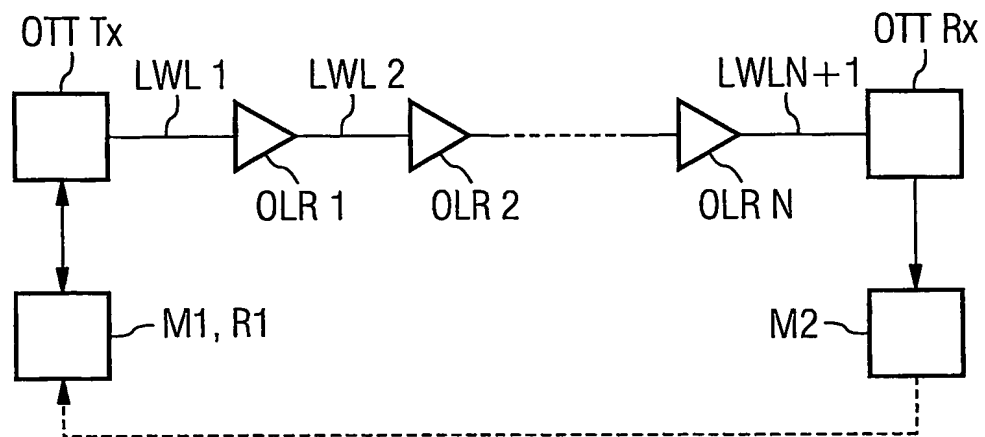 OTT Tx
OTT Rx
LWL 1
LWL 2
LWLN+1
OLR 1
OLR 2
OLR N
M1, R1
M2